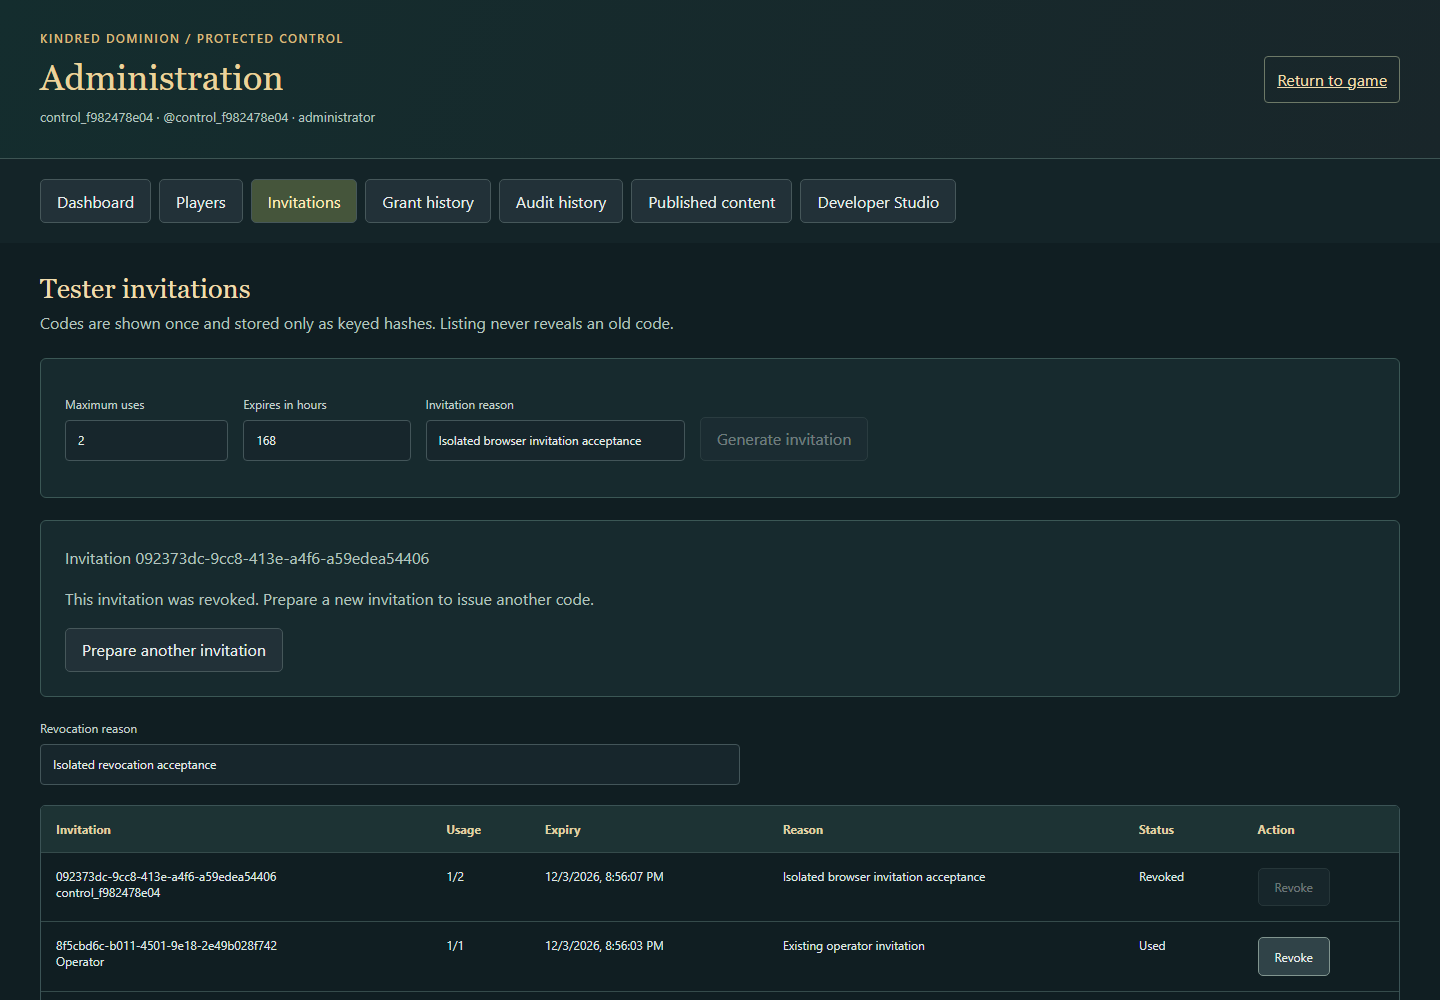 KINDRED DOMINION / PROTECTED CONTROL
Administration
control_f982478e04 · @control_f982478e04 · administrator
Return to game
Dashboard
Players
Invitations
Grant history
Audit history
Published content
Developer Studio
Tester invitations
Codes are shown once and stored only as keyed hashes. Listing never reveals an old code.
Maximum uses
Expires in hours
Invitation reason
2
168
Isolated browser invitation acceptance
Generate invitation
Invitation 092373dc-9cc8-413e-a4f6-a59edea54406
This invitation was revoked. Prepare a new invitation to issue another code.
Prepare another invitation
Revocation reason
Isolated revocation acceptance
Invitation Usage Expiry Reason Status Action
092373dc-9cc8-413e-a4f6-a59edea54406 1/2 12/3/2026, 8:56:07 PM Isolated browser invitation acceptance Revoked Revoke
control_f982478e04
8f5cbd6c-b011-4501-9e18-2e49b028f742 1/1 12/3/2026, 8:56:03 PM Existing operator invitation Used Revoke
Operator